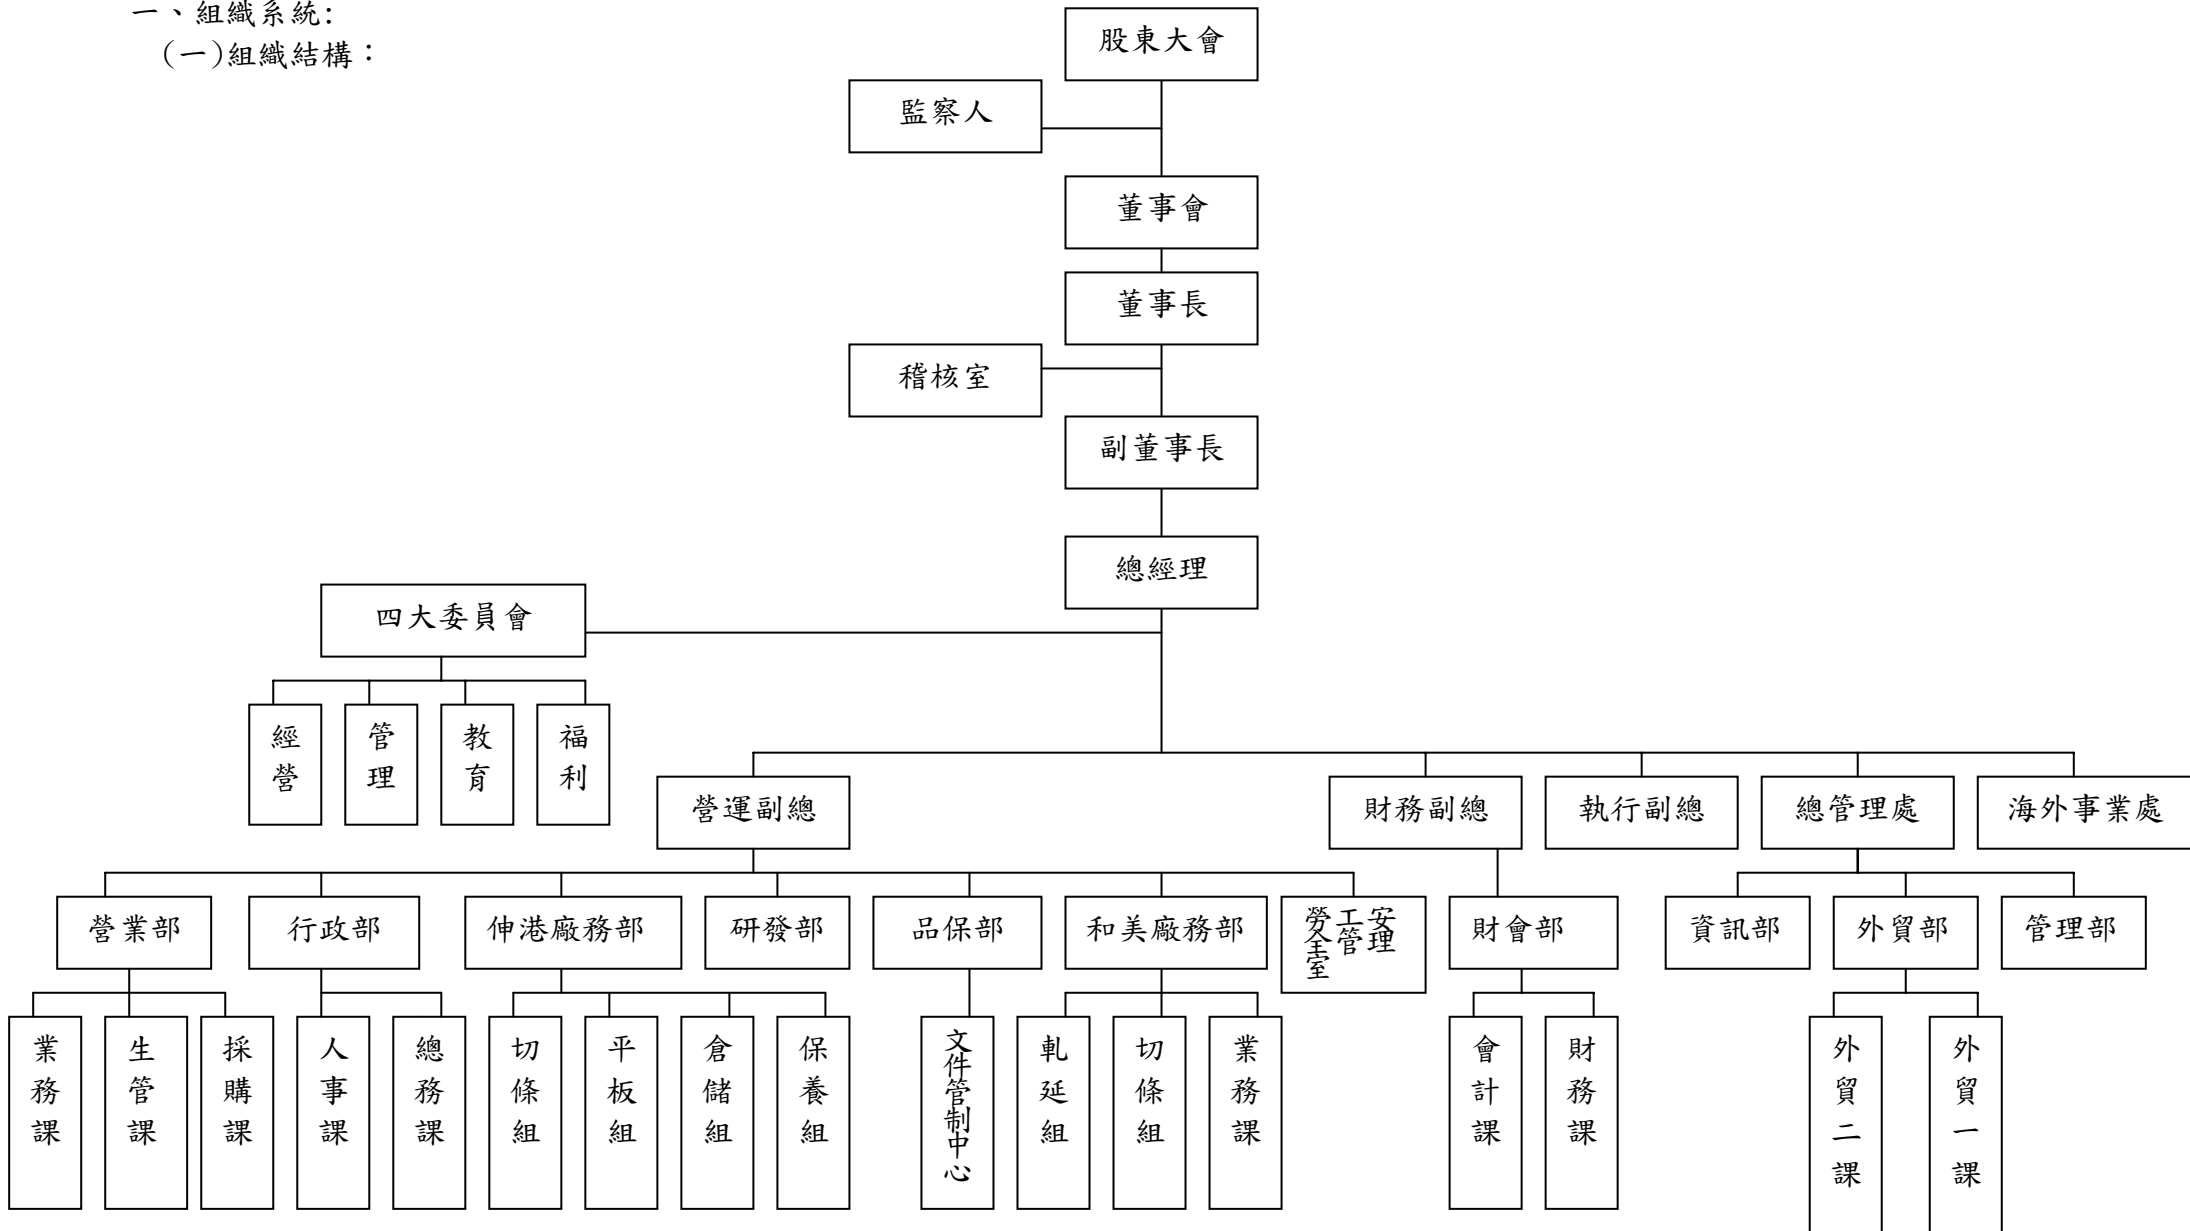 一、組織系統:
(一)組織結構：
股東大會
監察人
董事會
董事長
稽核室
副董事長
總經理
四大委員會
經營
管理
教育
福利
營運副總
財務副總
執行副總
總管理處
海外事業處
營業部
行政部
伸港廠務部
研發部
品保部
和美廠務部
勞工安
全管理
室
財會部
資訊部
外貿部
管理部
業務課
生管課
採購課
人事課
總務課
切條組
平板組
倉儲組
保養組
文件管制中心
軋延組
切條組
業務課
會計課
財務課
外貿二課
外貿一課